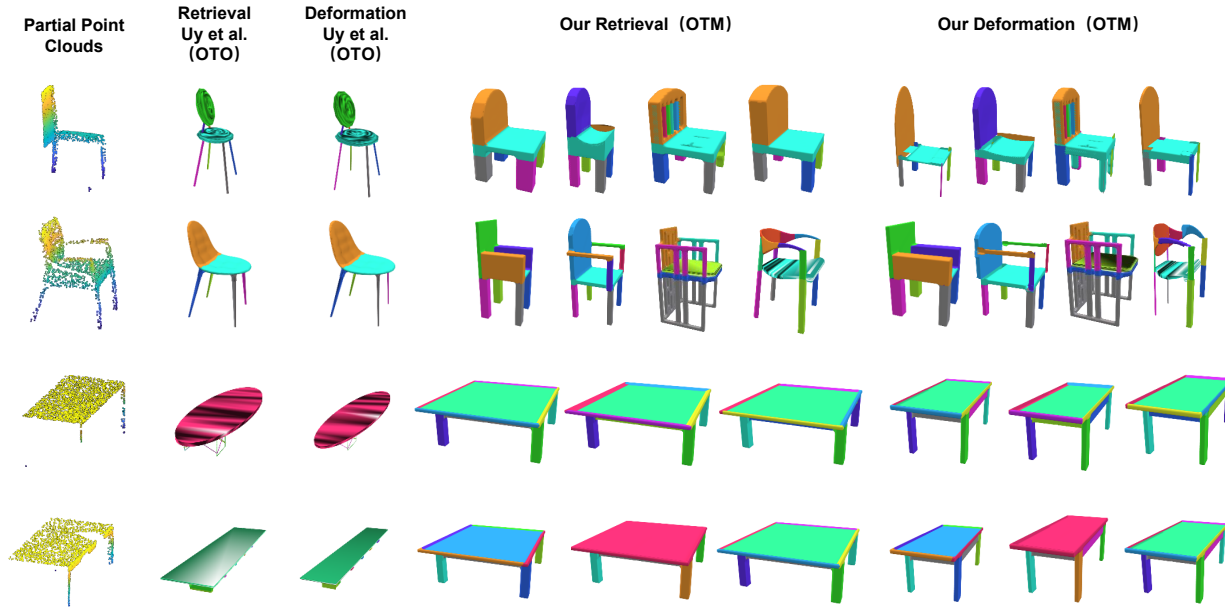 Partial Point
Clouds
Retrieval
Uy et al.
(OTO)
Deformation
Uy et al.
(OTO)
Our Retrieval (OTM)
Our Deformation (OTM)